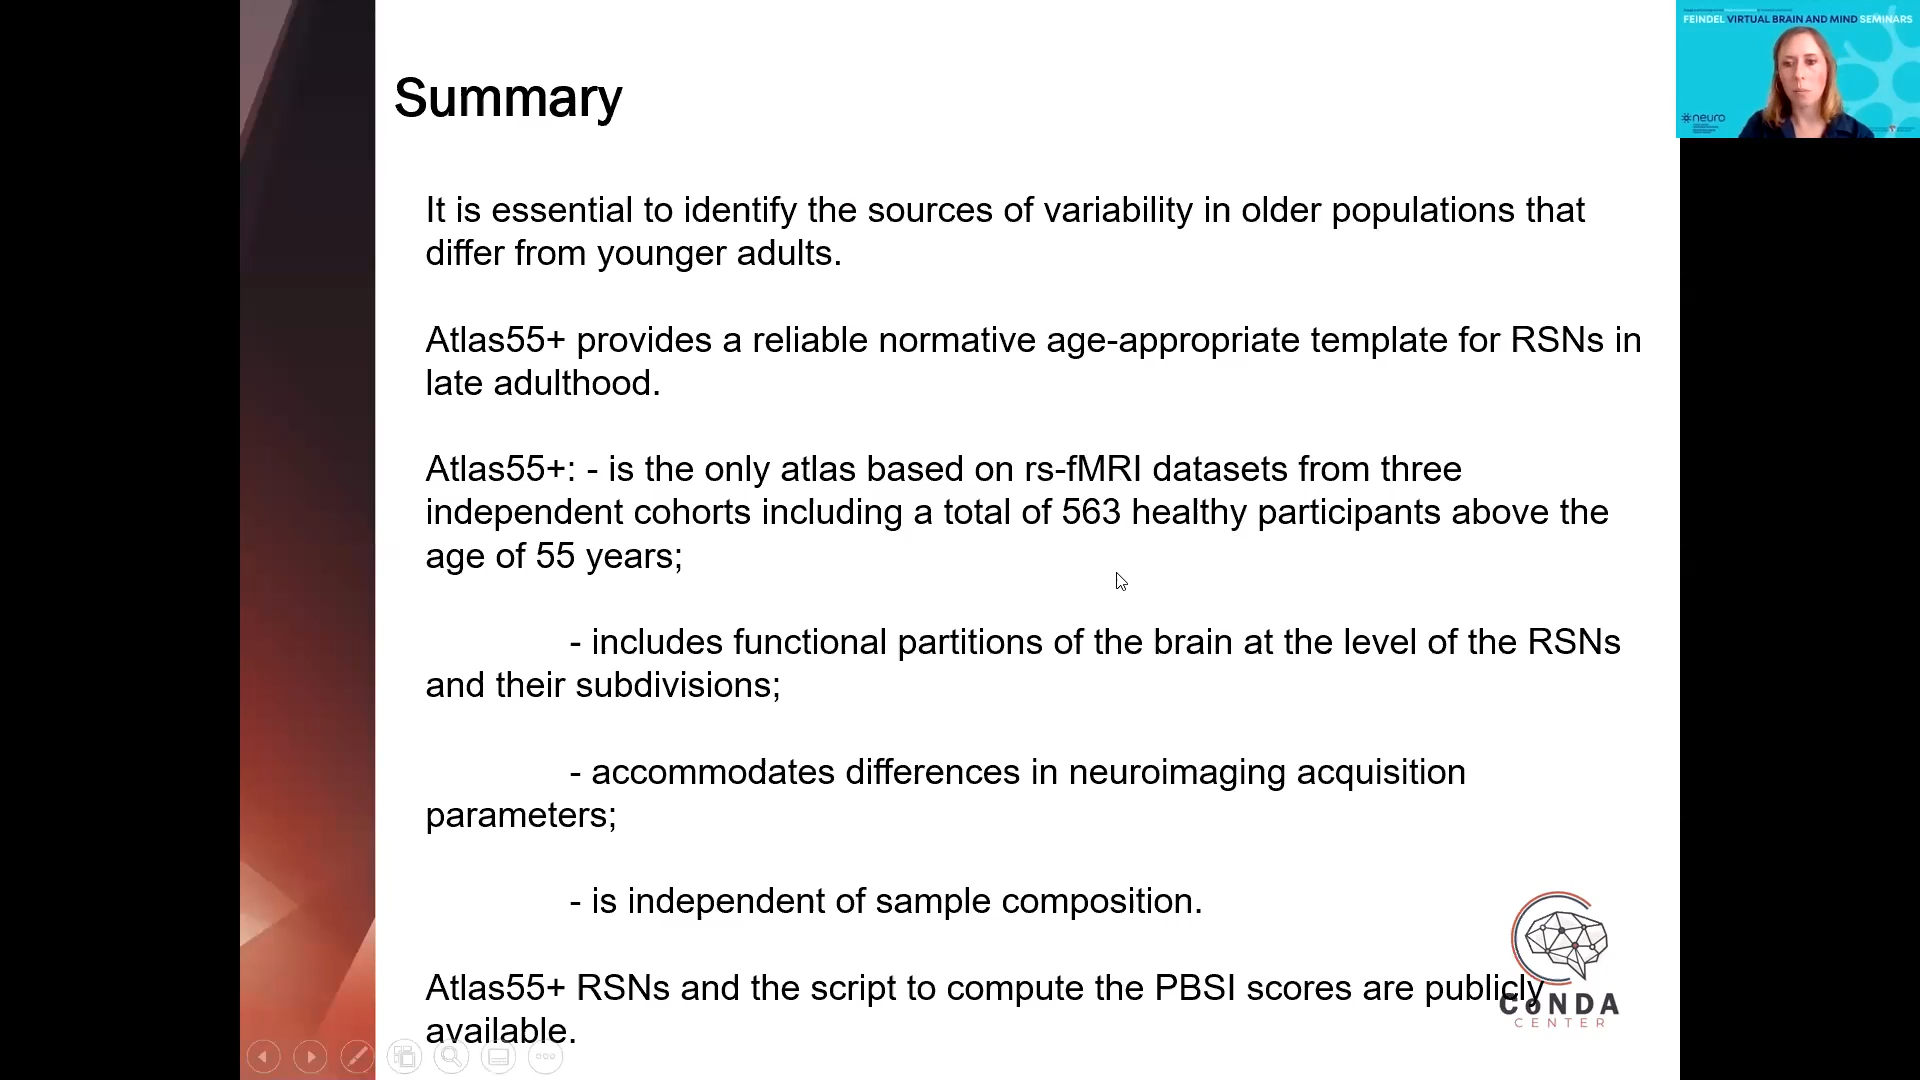 FEINDEL VIRTUAL BRAIN AND MIND SEMINARS
neuro
Summary
It is essential to identify the sources of variability in older populations that
differ from younger adults.
Atlas55+ provides a reliable normative age-appropriate template for RSNs in
late adulthood.
Atlas55+: - is the only atlas based on rs-fMRI datasets from three
independent cohorts including a total of 563 healthy participants above the
age of 55 years;
- includes functional partitions of the brain at the level of the RSNs
and their subdivisions;
- accommodates differences in neuroimaging acquisition
parameters;
- is independent of sample composition.
Atlas55+ RSNs and the script to compute the PBSI scores are publicly
available.
CoNDA
CENTER